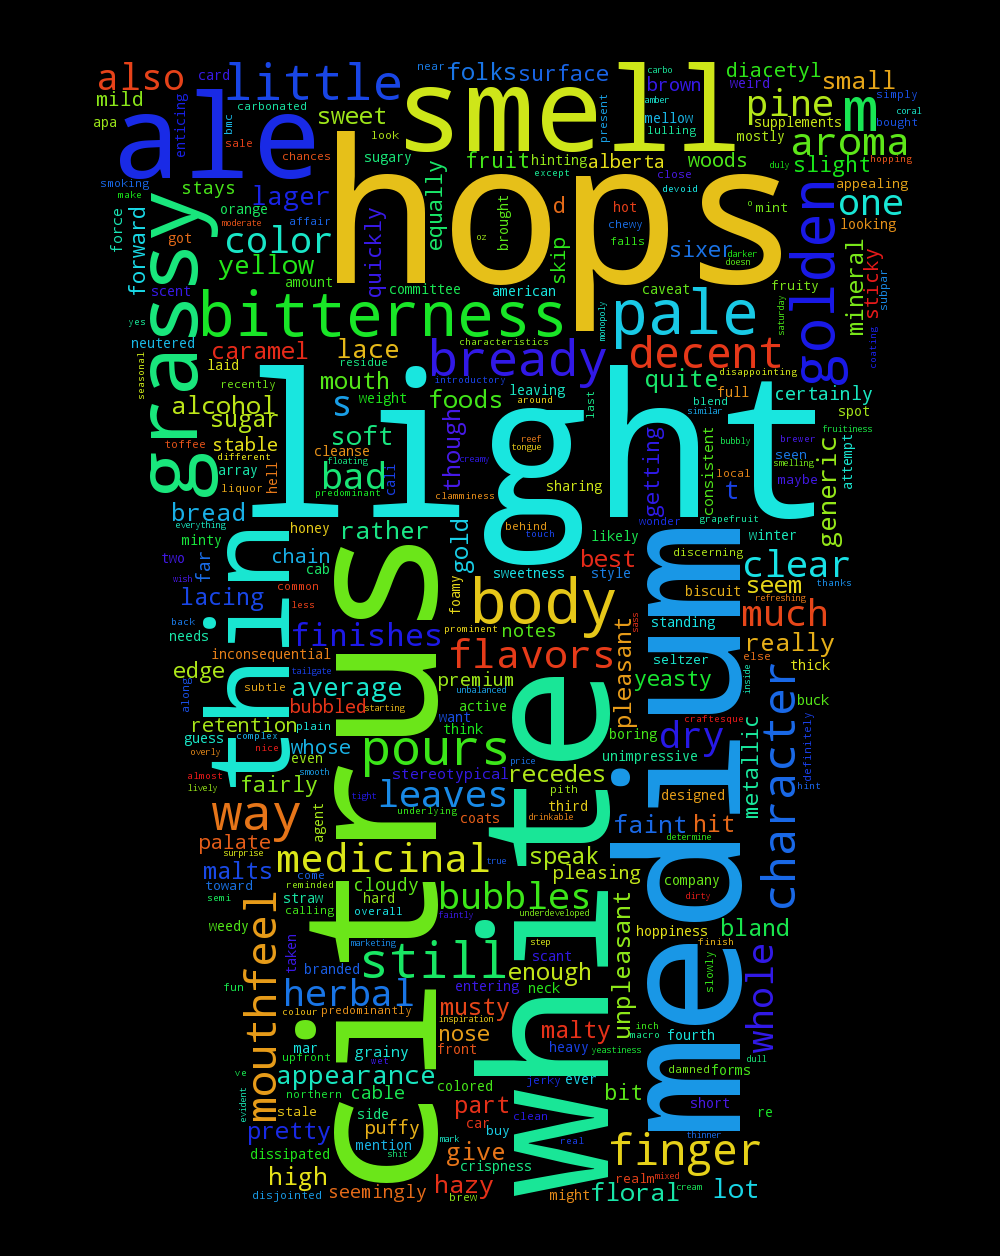 near
carbo
also
card
little
folks
surface
smell
brown
weird
diacetyl
small
mild
carbonated
amber
pine
m
simply
apa
ale
enticing
bmc
sweet
present
mellow
supplements
coral
bought
sale
look
lulling
mostly
aroma
chances
sugary
fruit
hinting
alberta
woods
slight
hopping
except
close
devoid
duly
smoking
make
stays
hops
equally
appealing
force
forward
orange
lager
affair
brought
d
hot
chewy
o
mint
one
looking
moderate
got
color
quickly
oz
skip
falls
sixer
darker
doesn
golden
mineral
sticky
subpar
grassy
yellow
amount
committee
american
caveat
fruity
scent
bitterness
monopoly
pale
saturday
yes
neutered
characteristics
coating
seasonal
caramel
lace
bready
decent
laid
residue
disappointing
recently
mouth
weight
introductory
leaving
quite
full
certainly
alcohol
s
foods
around
last
blend
similar
spot
sugar
light
soft
though
reef
tongue
getting
consistent
bubbly
brewer
fruitiness
toffee
stable
different
cleanse
floating
creamy
seen
smelling
attempt
array
hell
bad
cali
clamminess
sharing
local
maybe
generic
liquor
predominant
t
bread
everything
honey
rather
gold
behind
touch
likely
wonder
grapefruit
winter
minty
thin
two
far
chain
cab
best
discerning
clear
wish
common
sweetness
style
biscuit
seem
thanks
lacing
less
citrus
foamy
body
refreshing
back
needs
finishes
prominent
notes
sass
medium
standing
much
inconsequential
flavors
pleasant
seltzer
else
really
thick
edge
subtle
tailgate
average
premium
unbalanced
yeasty
inside
character
along
bubbled
starting
active
white
buck
retention
plain
want
think
craftesque
guess
complex
nice
whose
pours
boring
dry
metallic
definitely
overly
even
price
unimpressive
almost
smooth
stereotypical
recedes
hint
lively
fairly
tight
leaves
pith
third
designed
way
agent
underlying
coats
drinkable
faint
hit
palate
surprise
medicinal
true
speak
determine
malts
come
pleasing
toward
reminded
cloudy
bubbles
company
semi
straw
hard
dirty
mouthfeel
calling
overall
faintly
underdeveloped
weedy
unpleasant
hoppiness
bland
taken
marketing
step
finish
branded
still
scant
enough
slowly
whole
fun
herbal
entering
neck
colour
predominantly
musty
inspiration
inch
macro
fourth
mar
nose
malty
upfront
grainy
wet
front
heavy
yeastiness
dull
ve
appearance
jerky
ever
damned
forms
evident
northern
cable
colored
bit
stale
side
part
clean
short
re
pretty
puffy
car
buy
mark
real
thinner
dissipated
mention
shit
give
finger
high
crispness
realm
mixed
disjointed
seemingly
hazy
brew
might
floral
cream
lot